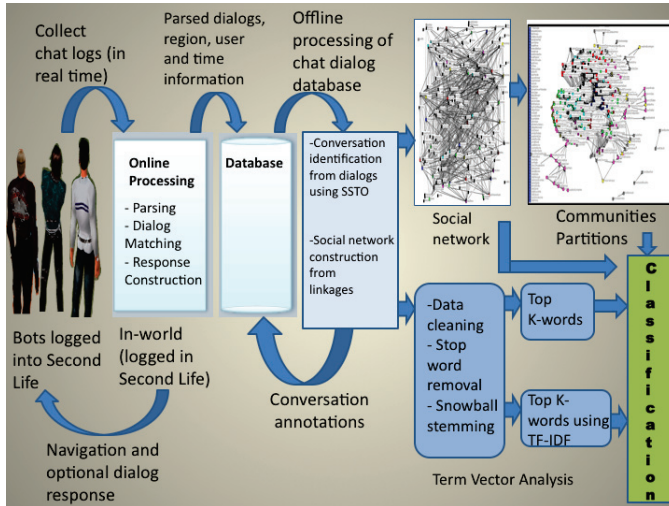 Collect
chat logs (in
real time)
Parsed dialogs,
region, user
and time
information
Offline
processing of
chat dialog
database
Online
Processing
- Parsing
- Dialog
Matching
- Response
Construction
Database
-Conversation
identification
from dialogs
using SSTO
-Social network
construction
from
linkages
Social
network
Communities
Partitions
Bots logged
into Second
Life
In-world
(logged in
Second Life)
Conversation
annotations
Navigation and
optional dialog
response
-Data
cleaning
- Stop
word
removal
- Snowball
stemming
Top
K-words
Top K-
words using
TF-IDF
Term Vector Analysis
Classification